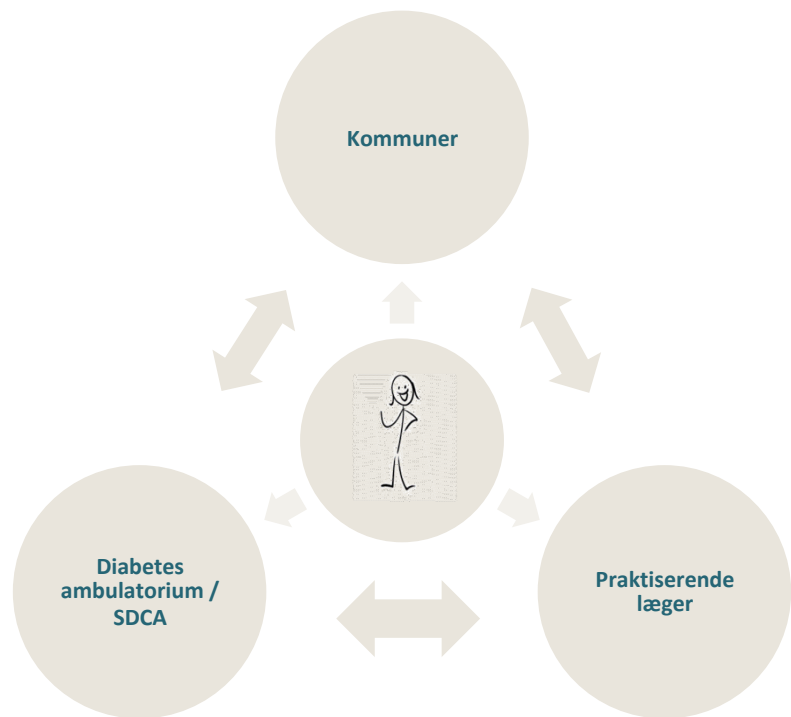 Kommuner
Diabetes
ambulatorium /
SDCA
Praktiserende
læger